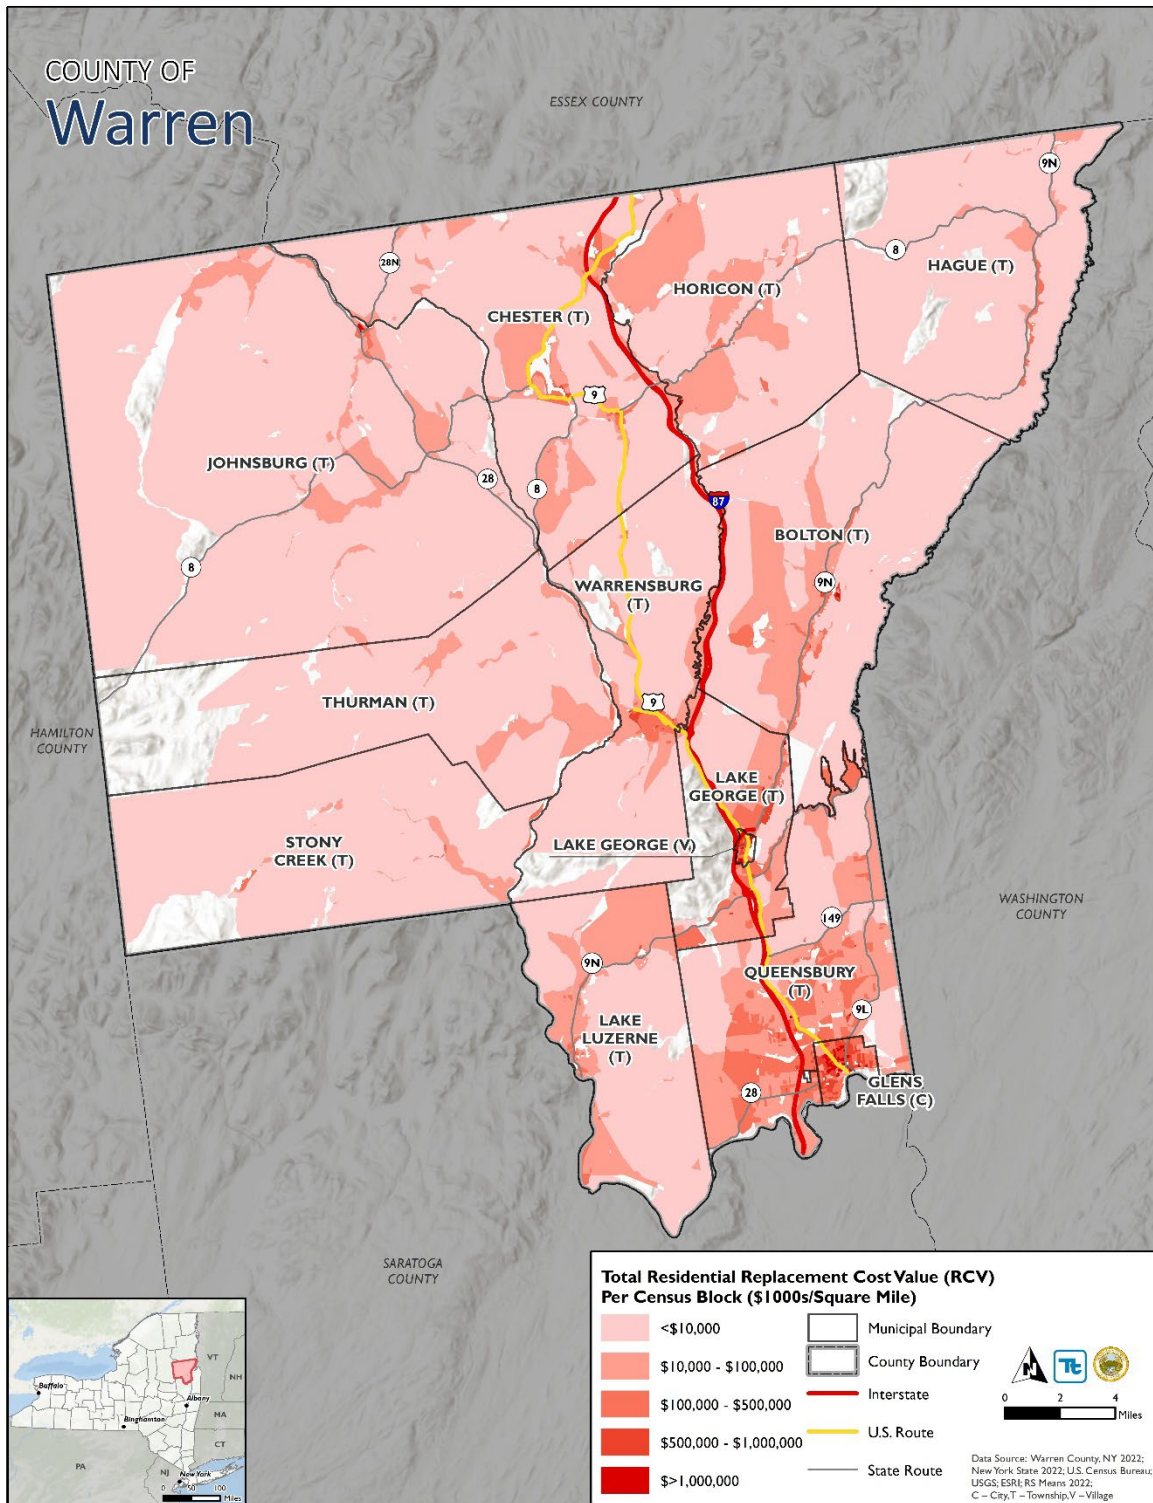 COUNTY OF
Warren
ESSEX COUNTY
9N
8
HAGUE (T)
28N
HORICON (T)
CHESTER (T)
9
JOHNSBURG (T)
28
8
87
BOLTON (T)
8
WARRENSBURG
(T)
9N
THURMAN (T)
9
HAMILTON
COUNTY
LAKE
GEORGE (T)
STONY
CREEK (T)
LAKE GEORGE (V)
WASHINGTON
COUNTY
149
9N
QUEENSBURY
(T)
9L
LAKE
LUZERNE
(T)
28
GLENS
FALLS (C)
SARATOGA
COUNTY
Total Residential Replacement Cost Value (RCV)
Per Census Block ($1000s/Square Mile)
<$10,000
$10,000 - $100,000
$100,000 - $500,000
$500,000 - $1,000,000
$>1,000,000
Municipal Boundary
County Boundary
Interstate
U.S. Route
State Route
N
Tt
0 2 4
Miles
Data Source: Warren County, NY 2022;
New York State 2022; U.S. Census Bureau;
USGS; ESRI; RS Means 2022;
C – City, T – Township, V – Village
VT
NH
Buffalo
Albany
MA
Binghamton
CT
PA
NJ
New York
0 50 100
Miles